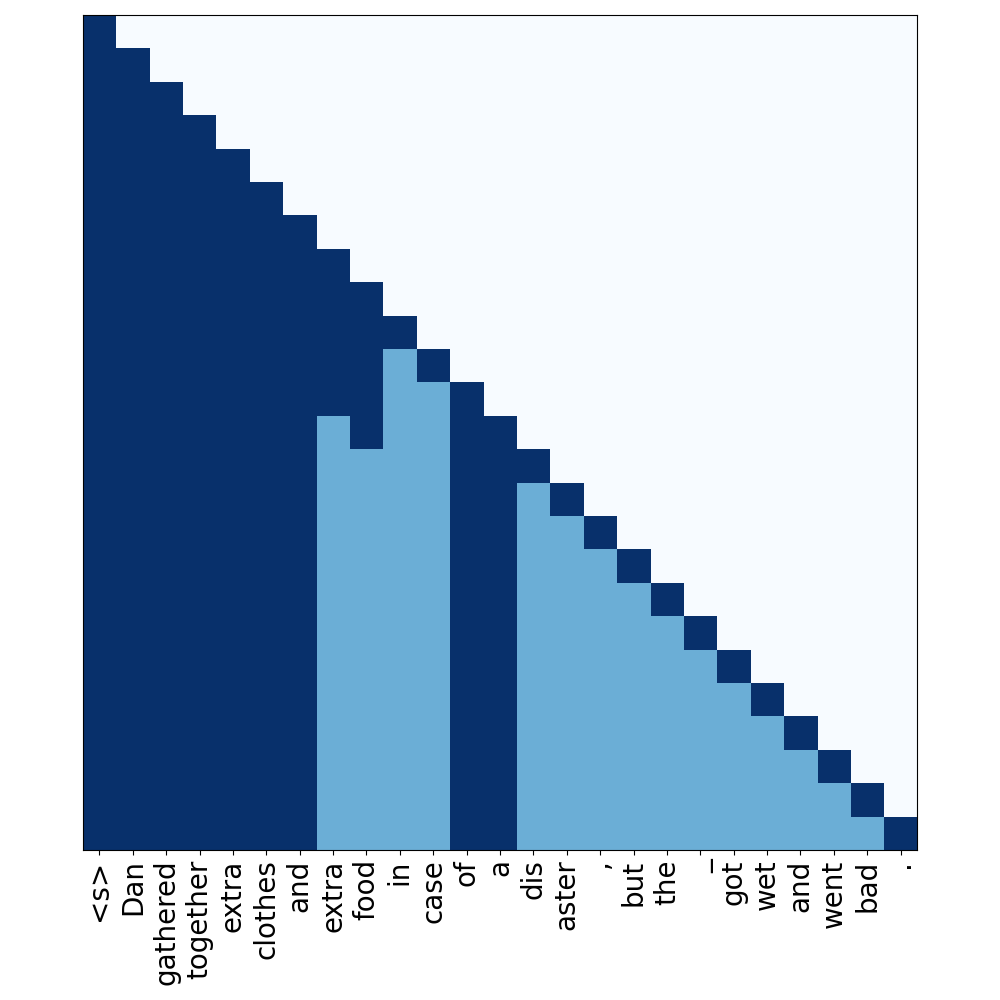 <s> Dan gathered together extra clothes and extra food in case of a dis aster , but the _ got wet and went bad .